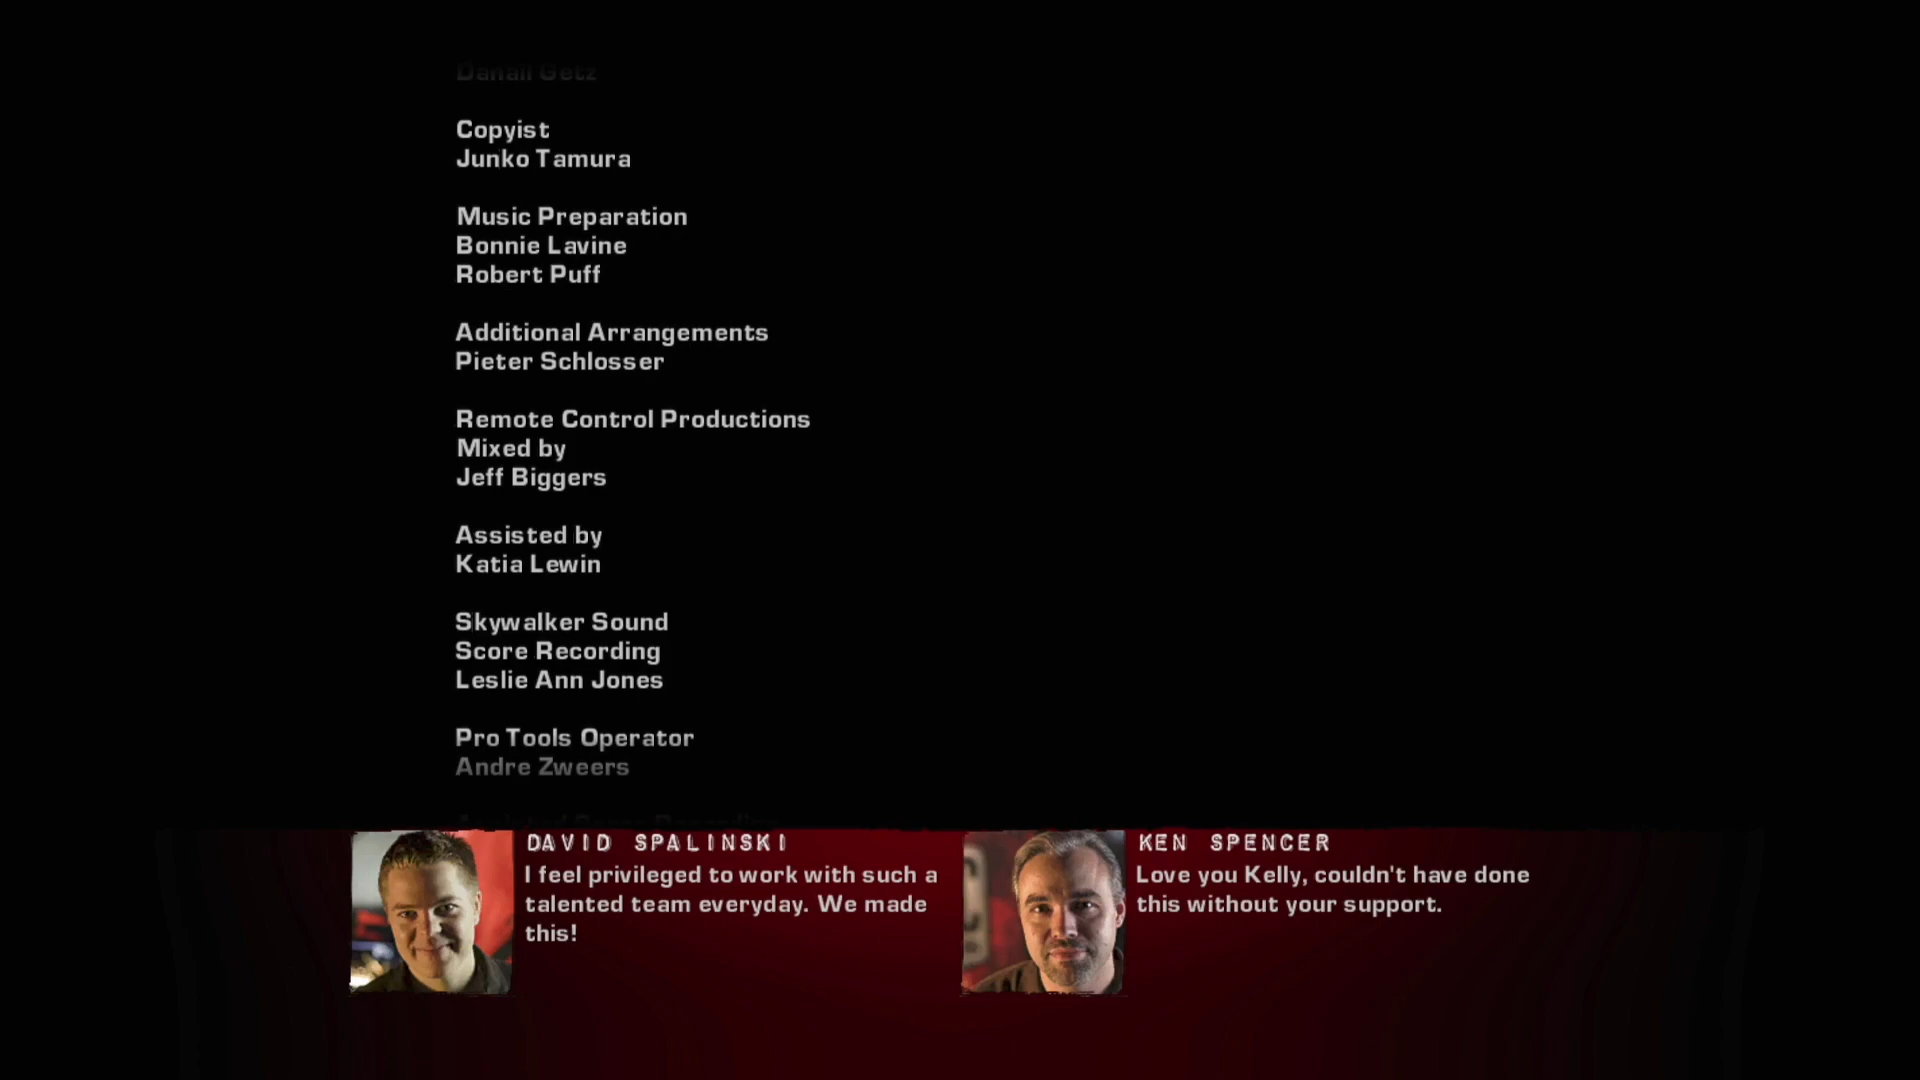 Danail Getz
Copyist
Junko Tamura
Music Preparation
Bonnie Lavine
Robert Puff
Additional Arrangements
Pieter Schlosser
Remote Control Productions
Mixed by
Jeff Biggers
Assisted by
Katia Lewin
Skywalker Sound
Score Recording
Leslie Ann Jones
Pro Tools Operator
Andre Zweers
DAVID SPALINSKI
I feel privileged to work with such a
talented team everyday. We made
this!
KEN SPENCER
Love you Kelly, couldn't have done
this without your support.